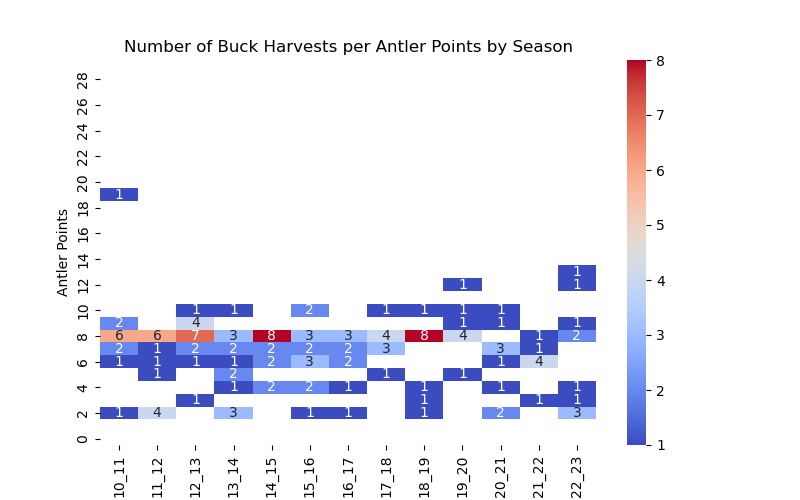 Number of Buck Harvests per Antler Points by Season
Antler Points
28
26
24
22
20
1
18
16
14
1
12 1 1
10 1 1 2 1 1 1 1
2 4 1 1 1
8 6 6 7 3 8 3 3 4 8 4 1 2
2 1 2 2 2 2 2 3 3 1
6 1 1 1 1 2 3 2 1 4
1 2 1 1
4 1 2 2 1 1 1 1
1 1 1 1
2 1 4 3 1 1 1 2 3
0
10_11 11_12 12_13 13_14 14_15 15_16 16_17 17_18 18_19 19_20 20_21 21_22 22_23
8
7
6
5
4
3
2
1